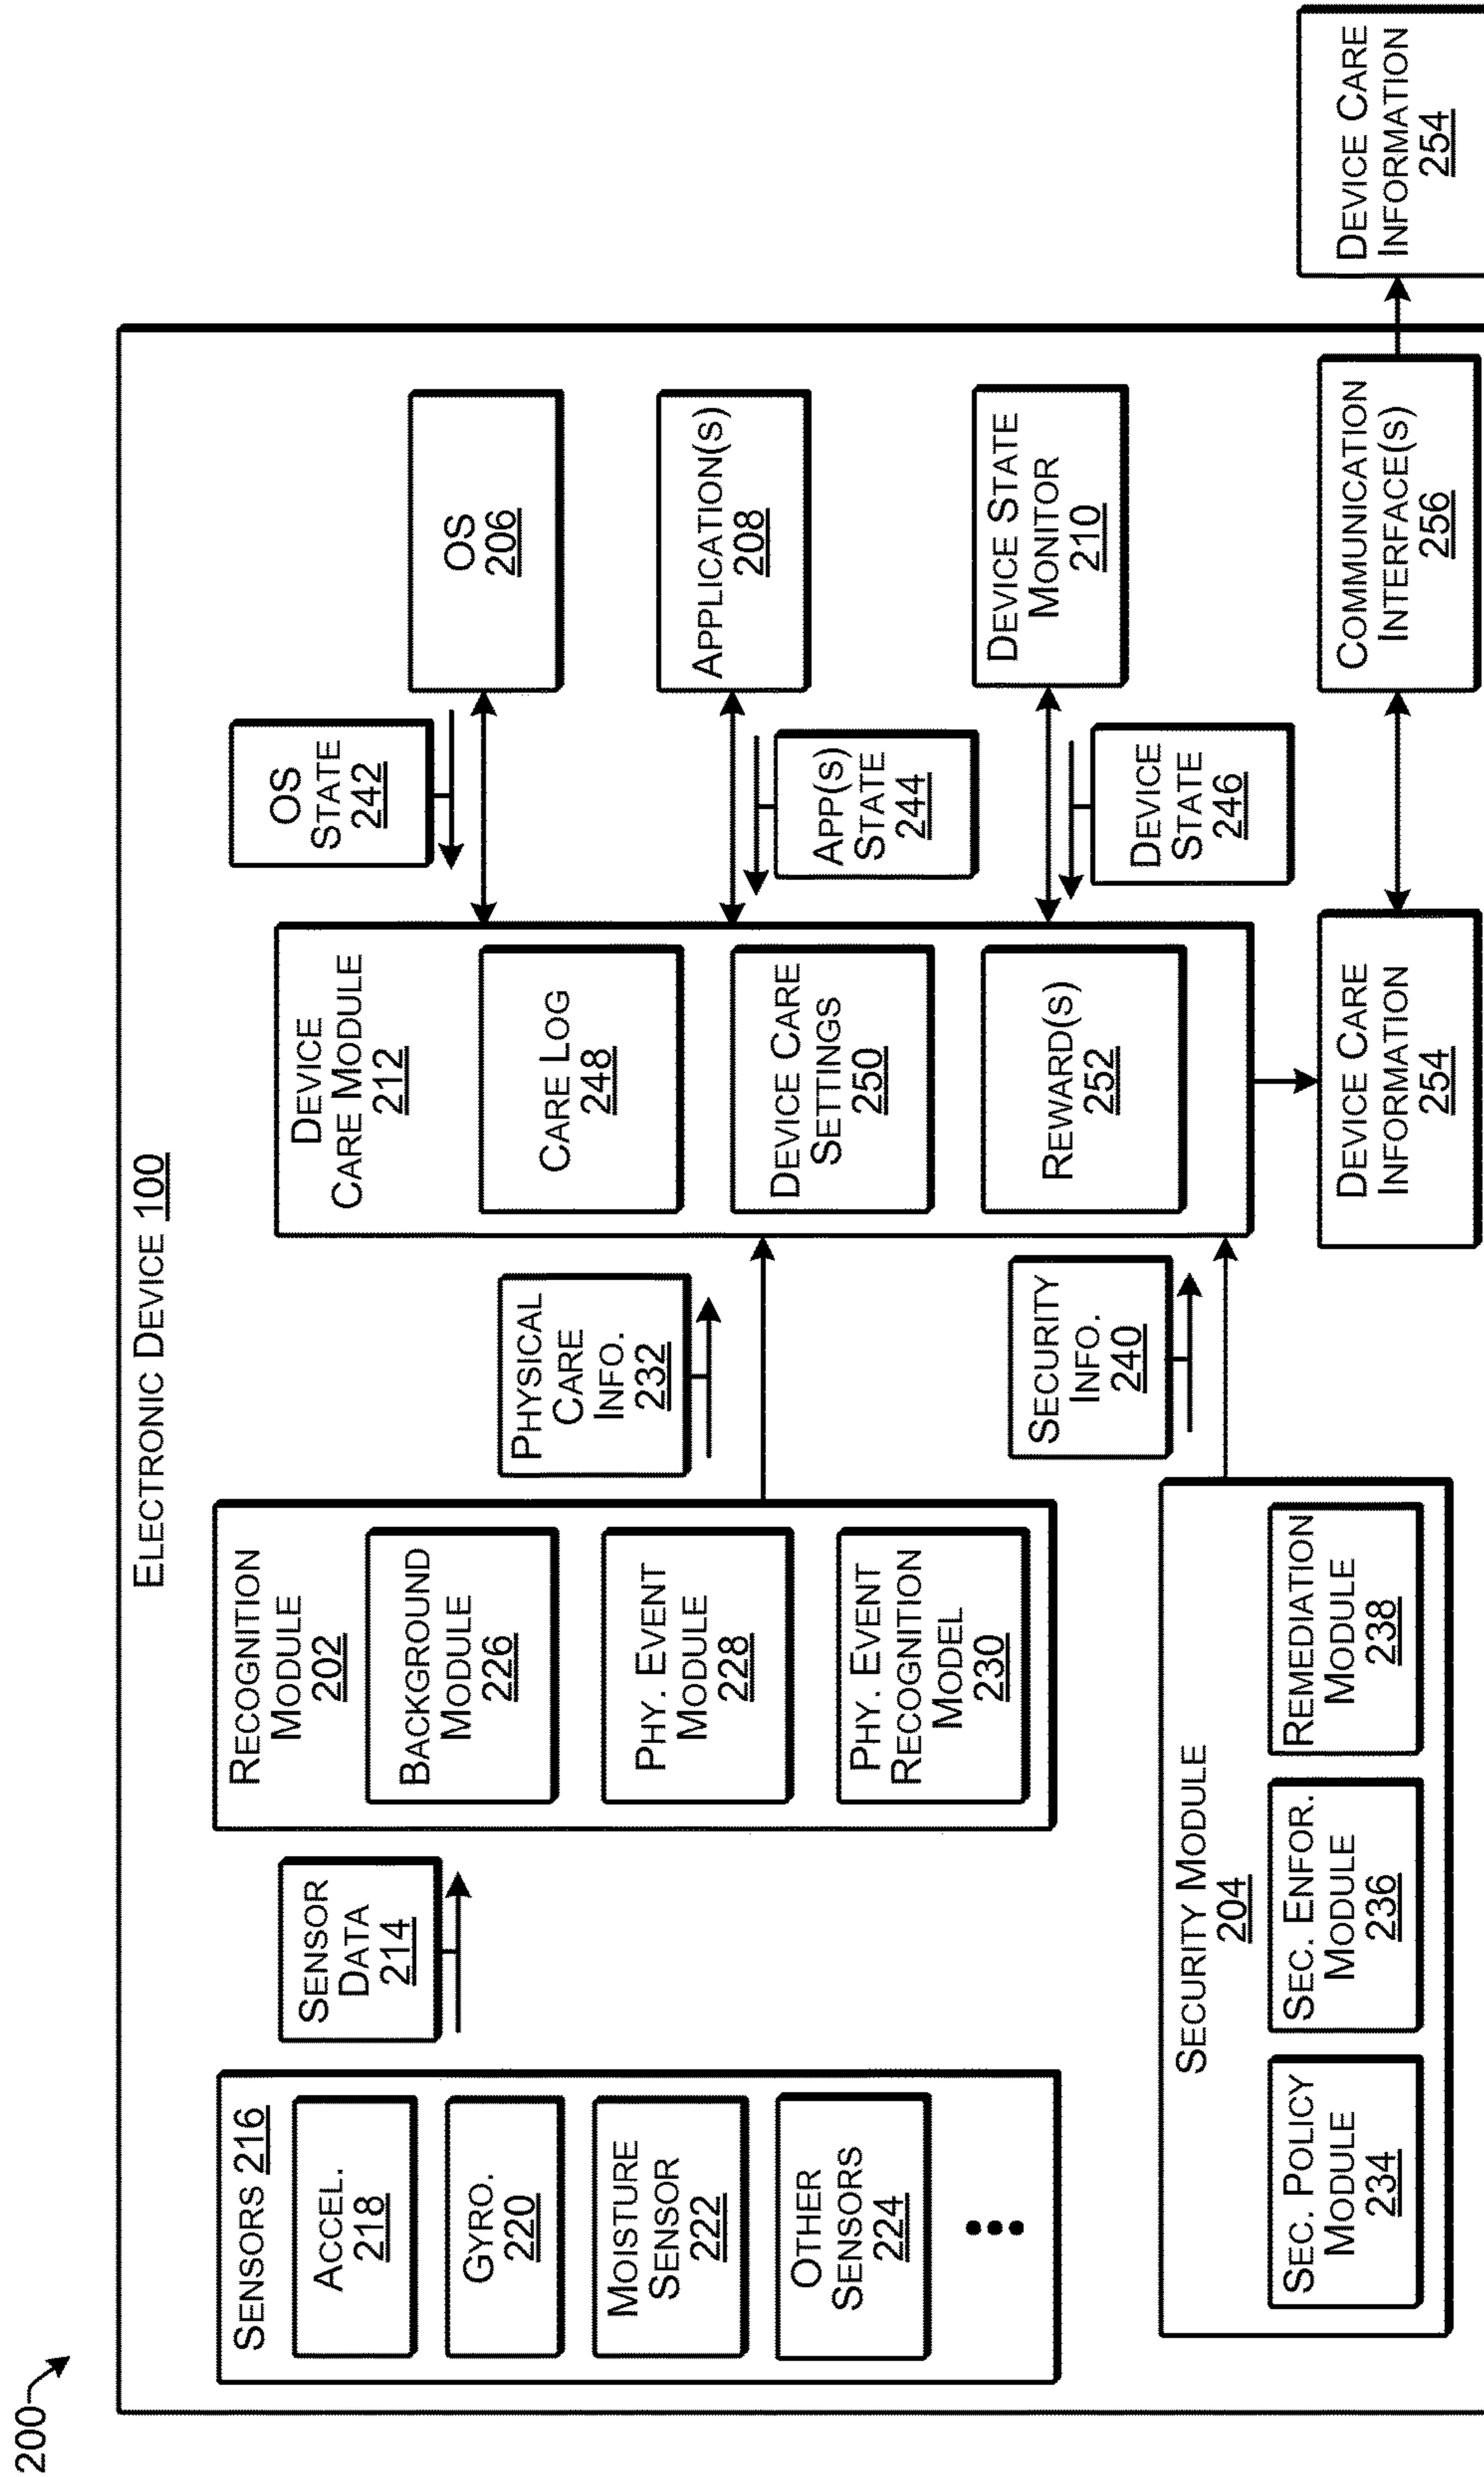 200
ELECTRONIC DEVICE 100
SENSORS 216
ACCEL.
218
GYRO.
220
MOISTURE
SENSOR
222
OTHER
SENSORS
224
SENSOR
DATA
214
RECOGNITION
MODULE
202
BACKGROUND
MODULE
226
PHY. EVENT
MODULE
228
PHY. EVENT
RECOGNITION
MODEL
230
PHYSICAL
CARE
INFO.
232
SECURITY MODULE
204
SEC. POLICY
MODULE
234
SEC. ENFOR.
MODULE
236
REMEDIATION
MODULE
238
SECURITY
INFO.
240
DEVICE
CARE MODULE
212
CARE LOG
248
DEVICE CARE
SETTINGS
250
REWARD(S)
252
OS
STATE
242
OS
206
APP(S)
STATE
244
APPLICATION(S)
208
DEVICE
STATE
246
DEVICE STATE
MONITOR
210
DEVICE CARE
INFORMATION
254
COMMUNICATION
INTERFACE(S)
256
DEVICE CARE
INFORMATION
254